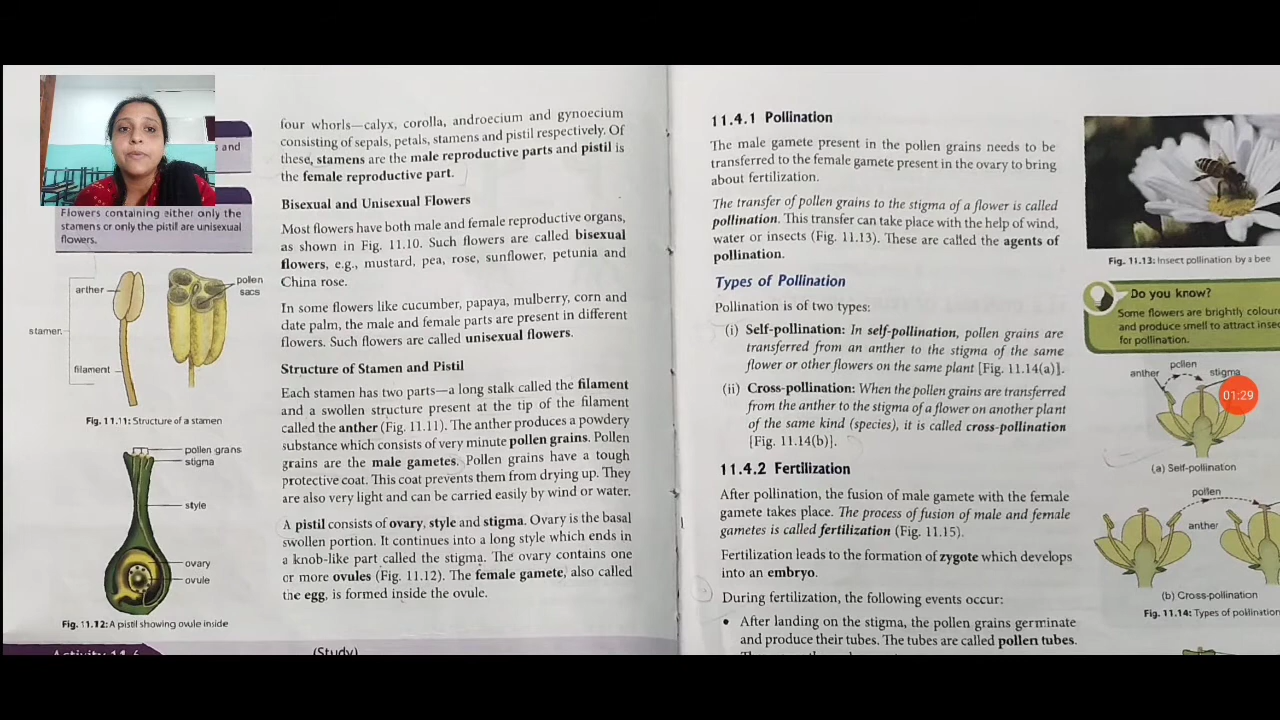 s and
Flowers containing either only the
stamens or only the pistil are unisexual
flowers.
arther
pollen
sacs
stamer.
filament
Fig. 11.11: Structure of a stamen
pollen grans
stigma
style
ovary
ovule
Fig. 11.12: A pistil showing ovule inside
four whorls—calyx, corolla, androecium and gynoecium
consisting of sepals, petals, stamens and pistil respectively. Of
these, stamens are the male reproductive parts and pistil is
the female reproductive part.
Bisexual and Unisexual Flowers
Most flowers have both male and female reproductive organs,
as shown in Fig. 11.10. Such flowers are called bisexual
flowers, e.g., mustard, pea, rose, sunflower, petunia and
China rose.
In some flowers like cucumber, papaya, mulberry, corn and
date palm, the male and female parts are present in different
flowers. Such flowers are called unisexual flowers.
Structure of Stamen and Pistil
Each stamen has two parts—a long stalk called the filament
and a swollen structure present at the tip of the filament
called the anther (Fig. 11.11). The anther produces a powdery
substance which consists of very minute pollen grains. Pollen
grains are the male gametes. Pollen grains have a tough
protective coat. This coat prevents them from drying up. They
are also very light and can be carried easily by wind or water.
A pistil consists of ovary, style and stigma. Ovary is the basal
swollen portion. It continues into a long style which ends in
a knob-like part called the stigma. The ovary contains one
or more ovules (Fig. 11.12). The female gamete, also called
the egg, is formed inside the ovule.
(Study)
11.4.1 Pollination
The male gamete present in the pollen grains needs to be
transferred to the female gamete present in the ovary to bring
about fertilization.
The transfer of pollen grains to the stigma of a flower is called
pollination. This transfer can take place with the help of wind,
water or insects (Fig. 11.13). These are called the agents of
pollination.
Types of Pollination
Pollination is of two types:
(i) Self-pollination: In self-pollination, pollen grains are
transferred from an anther to the stigma of the same
flower or other flowers on the same plant [Fig. 11.14(a)].
(ii) Cross-pollination: When the pollen grains are transferred
from the anther to the stigma of a flower on another plant
of the same kind (species), it is called cross-pollination
[Fig. 11.14(b)].
11.4.2 Fertilization
After pollination, the fusion of male gamete with the female
gamete takes place. The process of fusion of male and female
gametes is called fertilization (Fig. 11.15).
Fertilization leads to the formation of zygote which develops
into an embryo.
During fertilization, the following events occur:
• After landing on the stigma, the pollen grains germinate
and produce their tubes. The tubes are called pollen tubes.
Fig. 11.13: Insect pollination by a bee
Do you know?
Some flowers are brightly coloure
and produce smell to attract insec
for pollination.
pcllen
anther
stigma
01:29
(a) Self-pollinaton
pollen
anther
(b) Cross-pollination
Fig. 11.14: Types of pollination